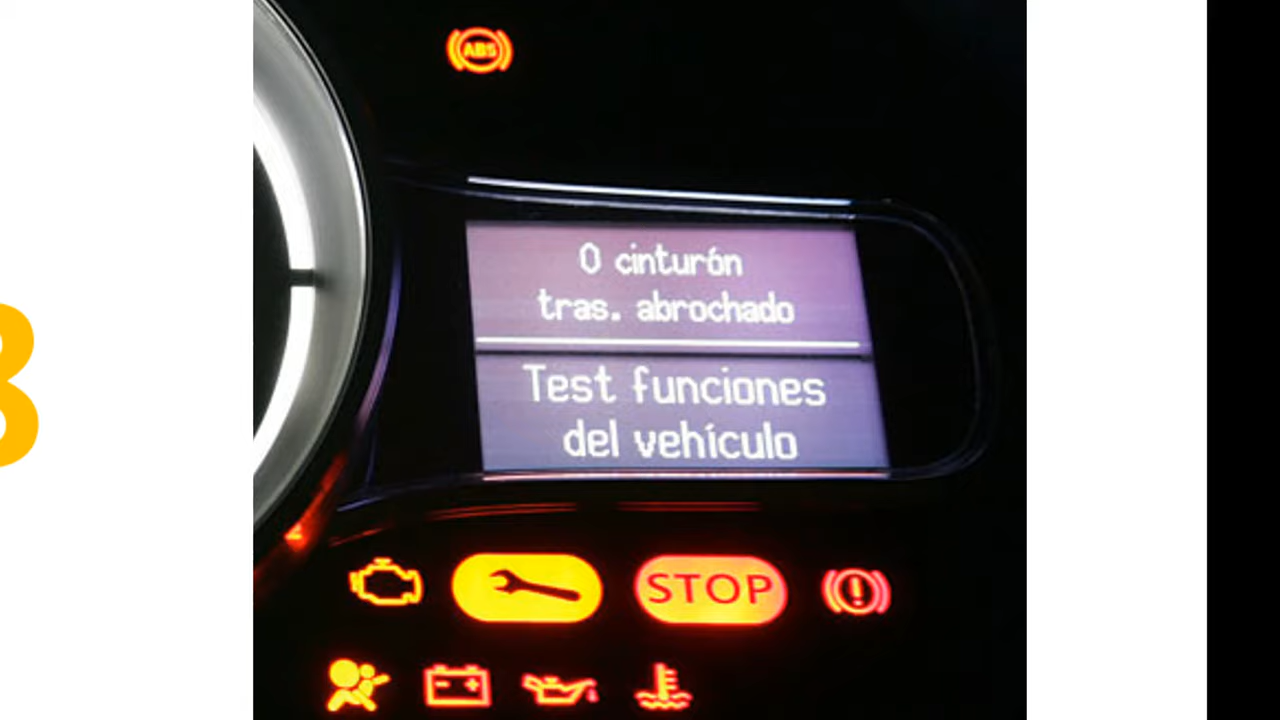 ABS
0 cinturón
tras. abrochado
Test funciones
del vehículo
STOP